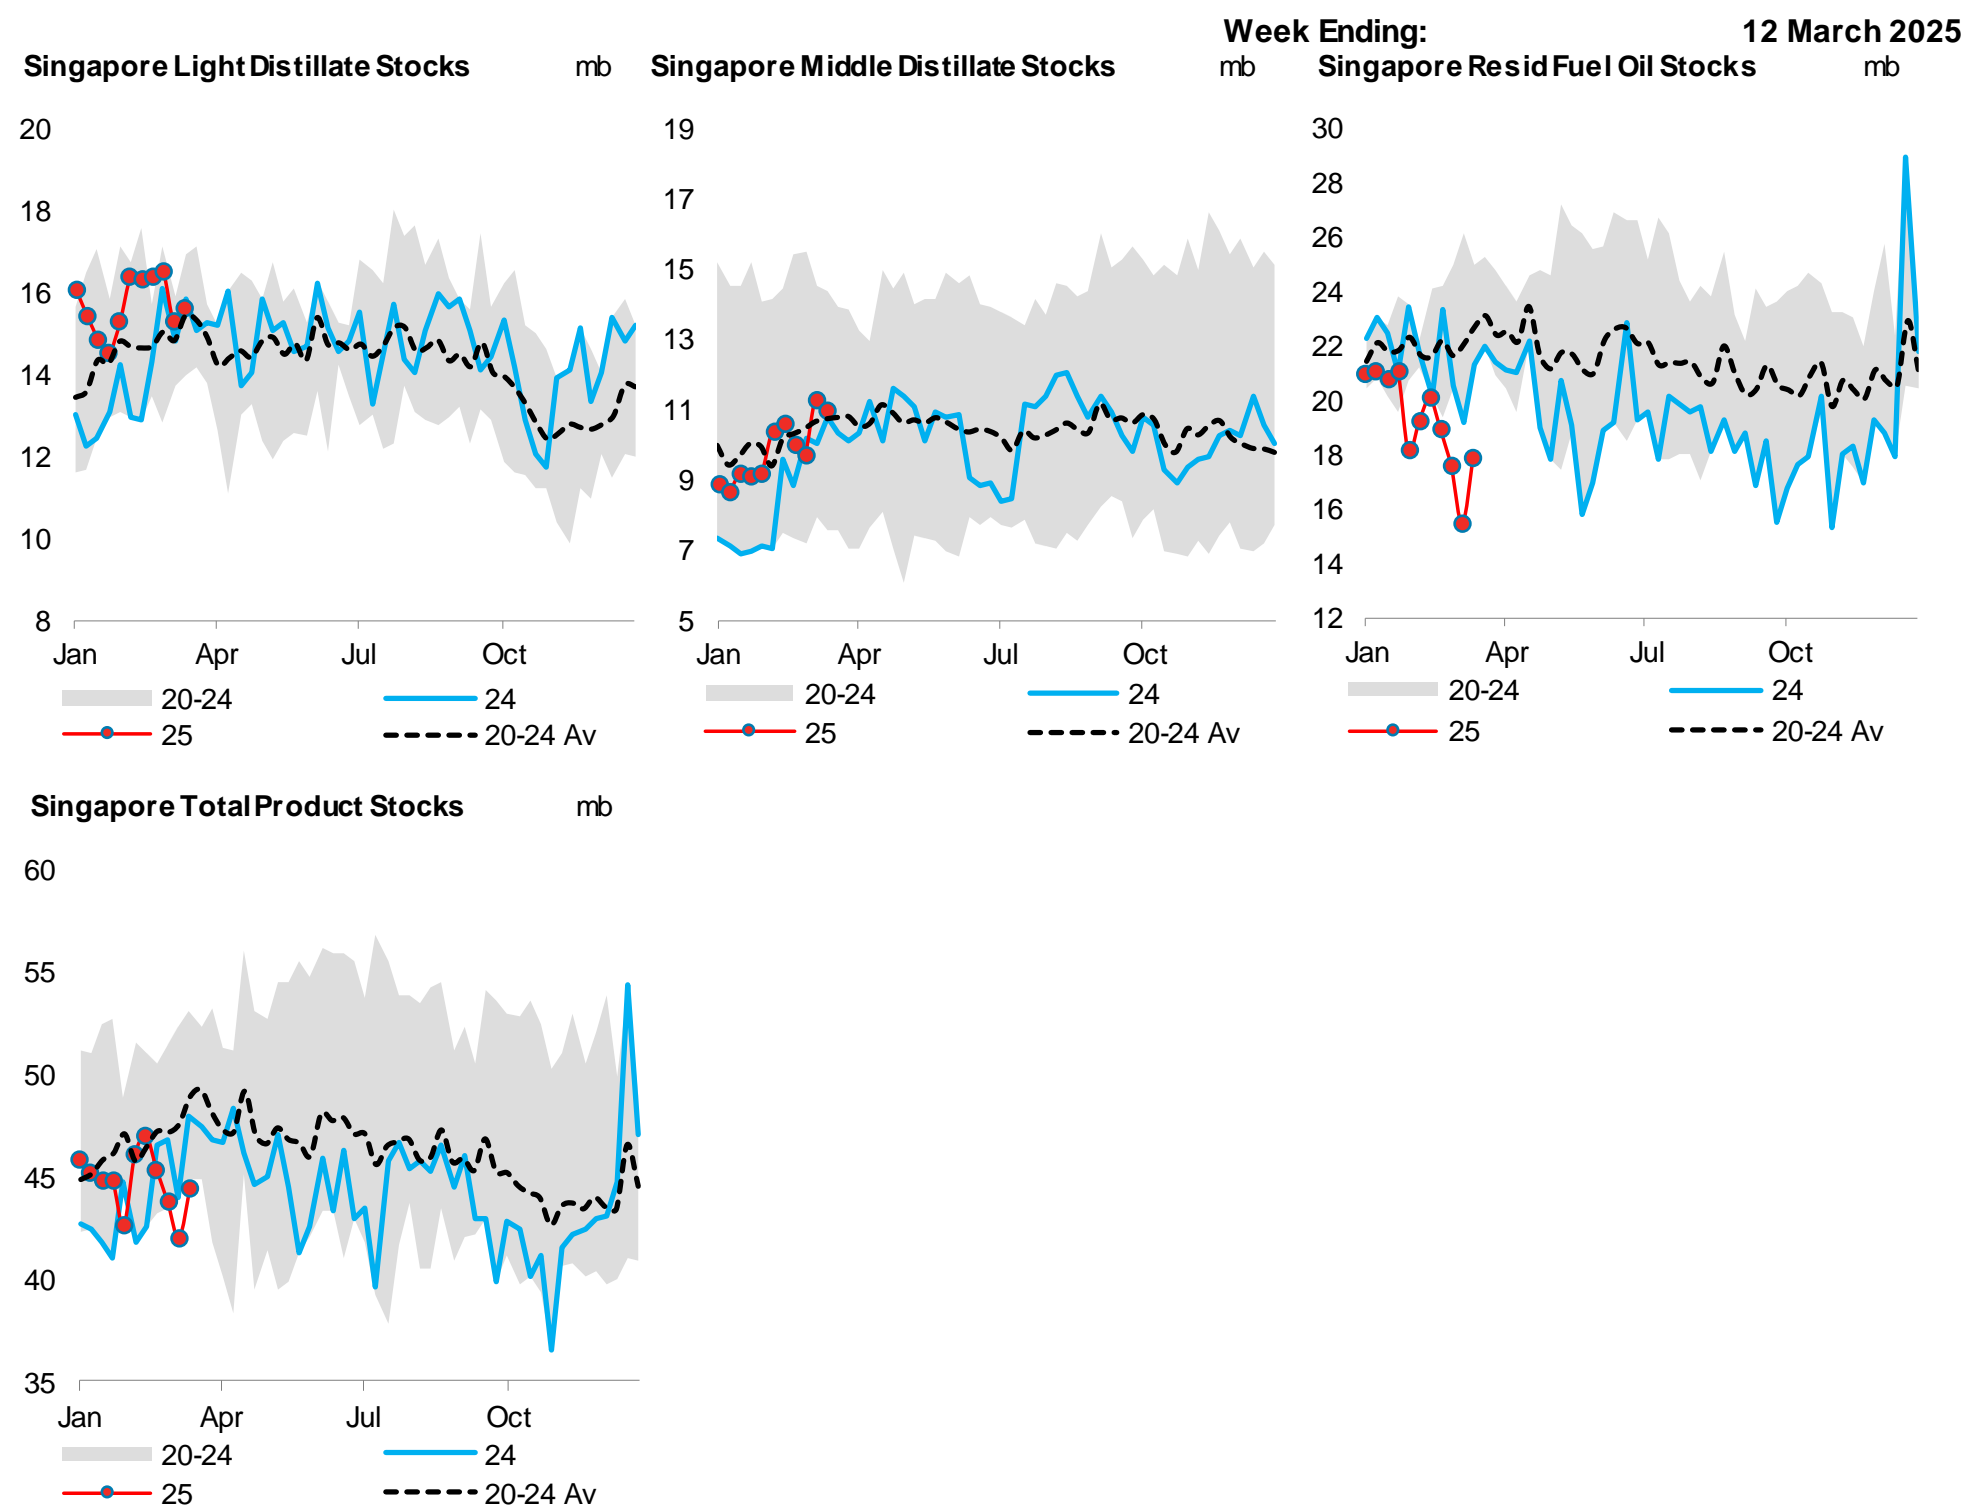 Week Ending: 12 March 2025
Singapore Light Distillate Stocks mb
Singapore Middle Distillate Stocks mb
Singapore Resid Fuel Oil Stocks mb
20
18
16
14
12
10
8
Jan Apr Jul Oct
20-24 24
25 20-24 Av
19
17
15
13
11
9
7
5
Jan Apr Jul Oct
20-24 24
25 20-24 Av
30
28
26
24
22
20
18
16
14
12
Jan Apr Jul Oct
20-24 24
25 20-24 Av
Singapore Total Product Stocks mb
60
55
50
45
40
35
Jan Apr Jul Oct
20-24 24
25 20-24 Av